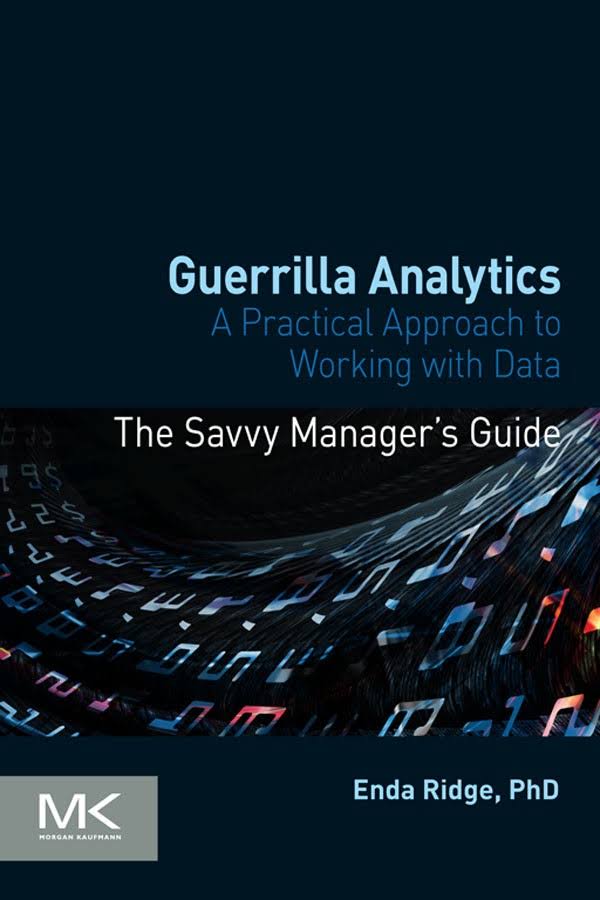 Guerrilla Analytics
A Practical Approach to
Working with Data
The Savvy Manager's Guide
Enda Ridge, PhD
MK
MORGAN KAUFMANN